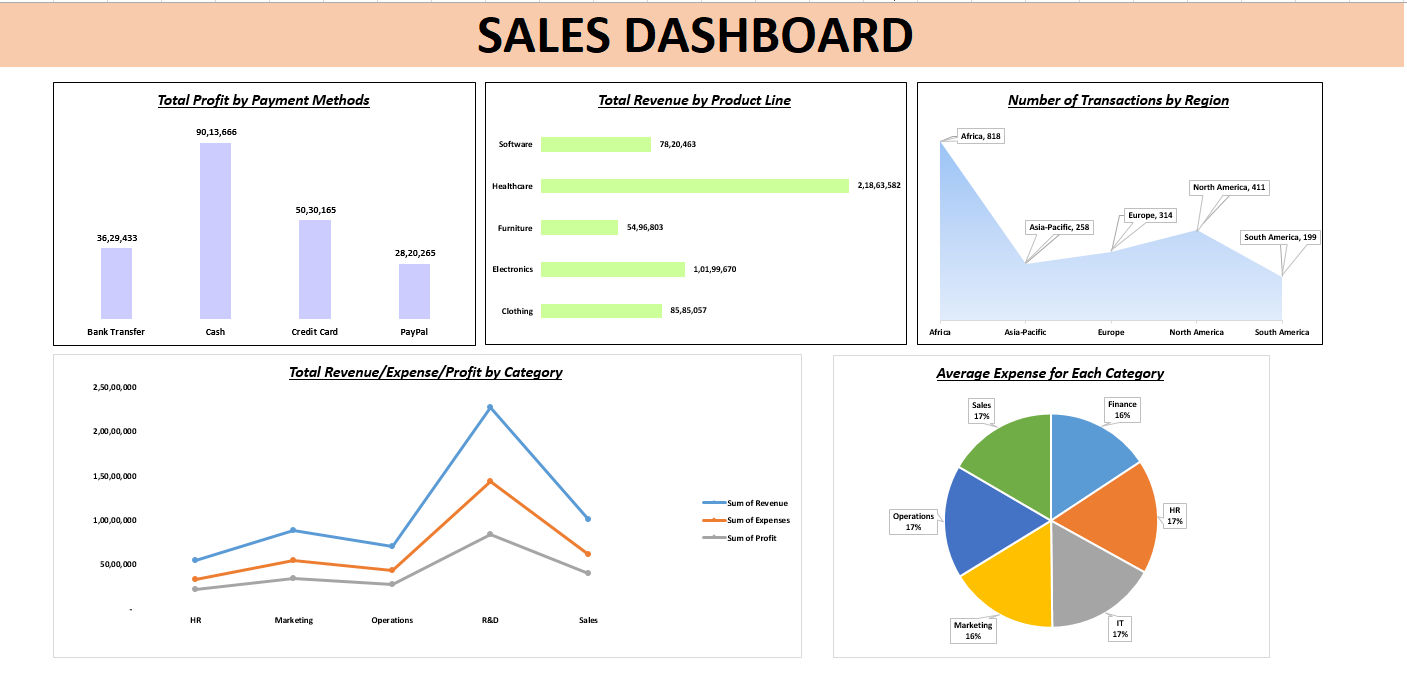 SALES DASHBOARD
Total Profit by Payment Methods
90,13,666
50,30,165
36,29,433
28,20,265
Bank Transfer
Cash
Credit Card
PayPal
Total Revenue by Product Line
Software
78,20,463
Healthcare
2,18,63,582
Furniture
54,96,803
Electronics
1,01,99,670
Clothing
85,85,057
Number of Transactions by Region
Africa, 818
Asia-Pacific, 258
Europe, 314
North America, 411
South America, 199
Africa
Asia-Pacific
Europe
North America
South America
Total Revenue/Expense/Profit by Category
2,50,00,000
2,00,00,000
1,50,00,000
1,00,00,000
50,00,000
-
HR
Marketing
Operations
R&D
Sales
Sum of Revenue
Sum of Expenses
Sum of Profit
Average Expense for Each Category
Finance
16%
HR
17%
IT
17%
Marketing
16%
Operations
17%
Sales
17%